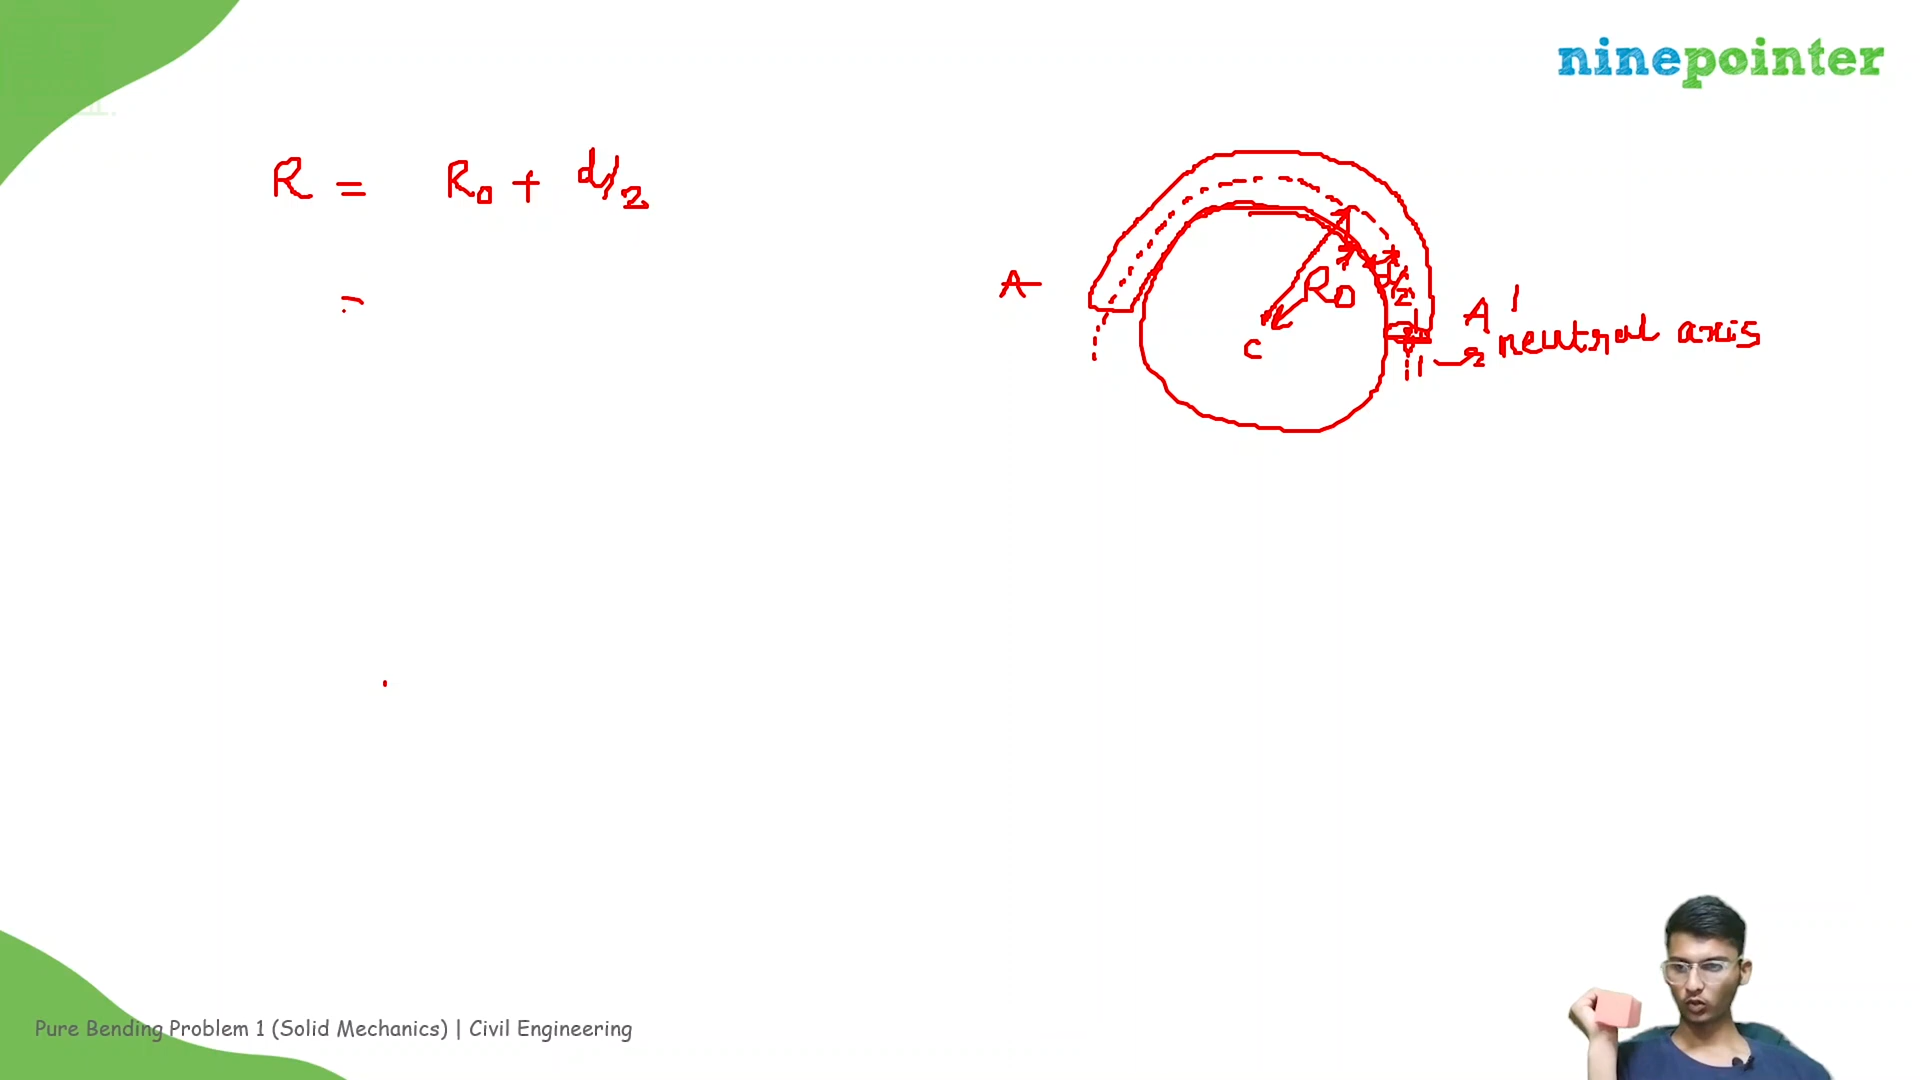 ninepointer
R = R₀ + d/2
=
A
R₀
d/2
C
A'
neutral axis
Pure Bending Problem 1 (Solid Mechanics) | Civil Engineering